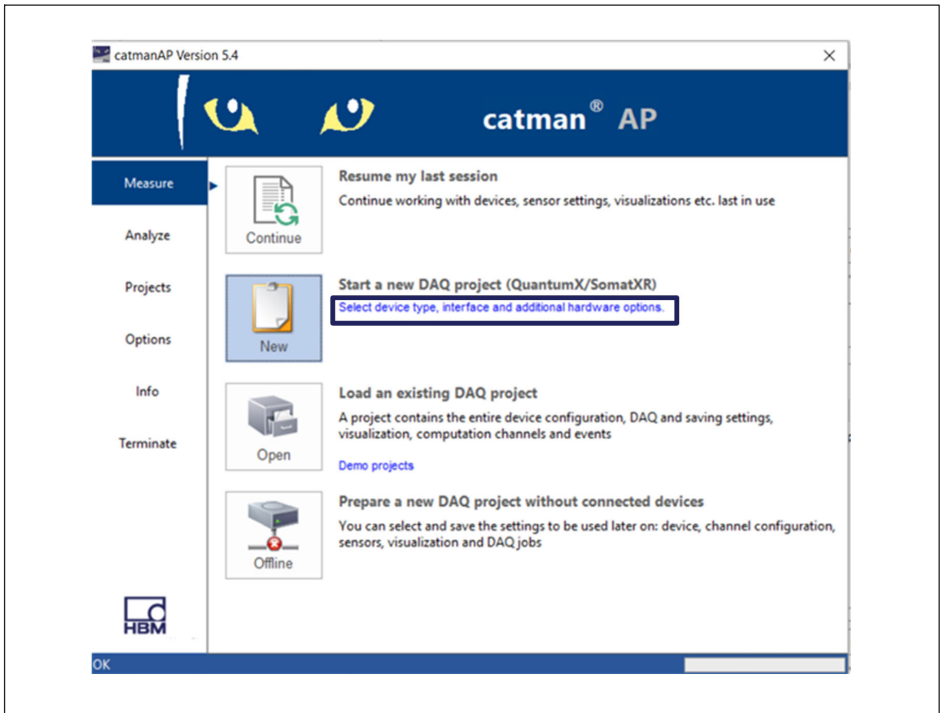 catmanAP Version 5.4
catman® AP
Measure
Analyze
Projects
Options
Info
Terminate
Continue
Resume my last session
Continue working with devices, sensor settings, visualizations etc. last in use
New
Start a new DAQ project (QuantumX/SomatXR)
Select device type, interface and additional hardware options.
Open
Load an existing DAQ project
A project contains the entire device configuration, DAQ and saving settings,
visualization, computation channels and events
Demo projects
Offline
Prepare a new DAQ project without connected devices
You can select and save the settings to be used later on: device, channel configuration,
sensors, visualization and DAQ jobs
HBM
OK